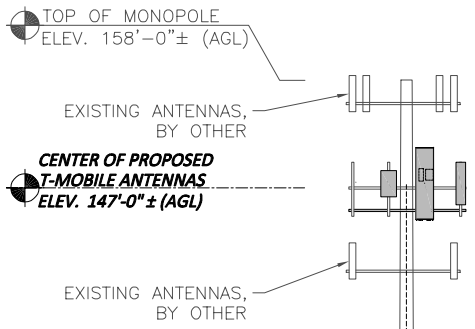 TOP OF MONOPOLE
ELEV. 158'-0"± (AGL)
EXISTING ANTENNAS,
BY OTHER
CENTER OF PROPOSED
T-MOBILE ANTENNAS
ELEV. 147'-0" ± (AGL)
EXISTING ANTENNAS,
BY OTHER